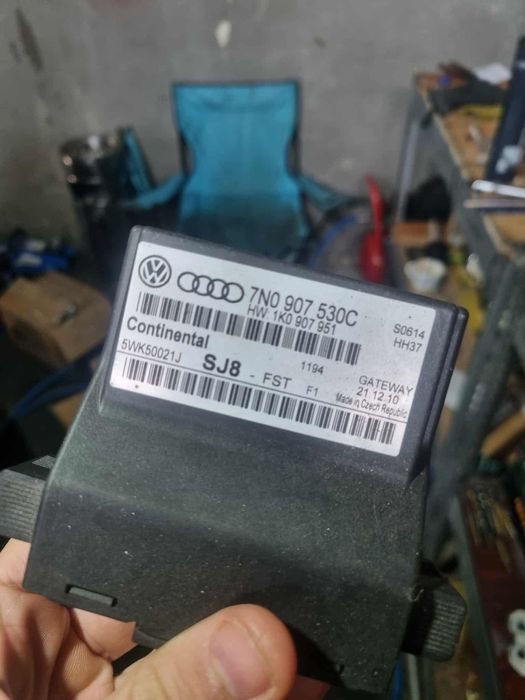 7N0 907 530C
HW: 1K0 907 951
S0614
HH37
Continental
1194
5WK50021J
SJ8 - FST F1
GATEWAY
21.12.10
Made in Czech Republic